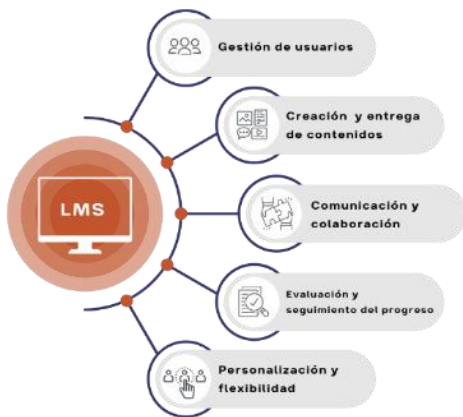 Gestión de usuarios
Creación y entrega
de contenidos
LMS
Comunicación y
colaboración
Evaluación y
seguimiento del progreso
Personalización y
flexibilidad